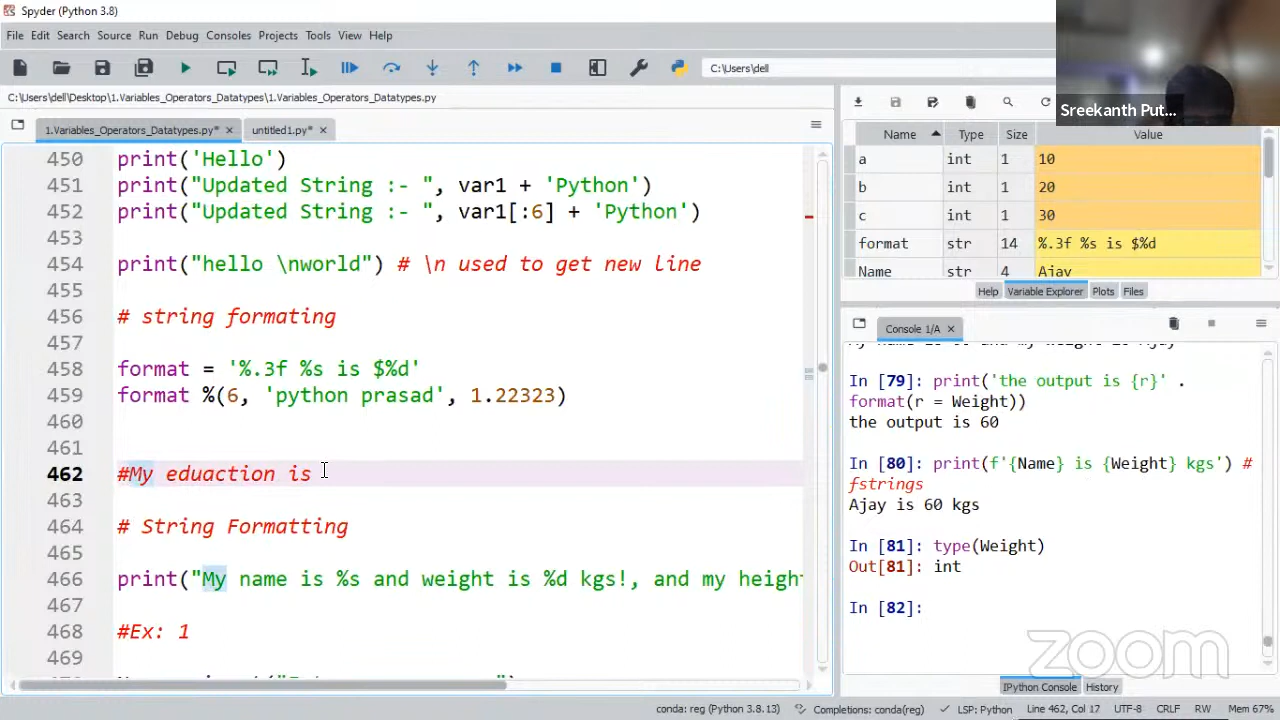 Spyder (Python 3.8)
File Edit Search Source Run Debug Consoles Projects Tools View Help
C:\Users\dell
C:\Users\dell\Desktop\1.Variables_Operators_Datatypes\1.Variables_Operators_Datatypes.py
Sreekanth Put...
1.Variables_Operators_Datatypes.py* untitled1.py*
450 print('Hello')
451 print("Updated String :- ", var1 + 'Python')
452 print("Updated String :- ", var1[:6] + 'Python')
453
454 print("hello \nworld") # \n used to get new line
455
456 # string formating
457
458 format = '%.3f %s is $%d'
459 format %(6, 'python prasad', 1.22323)
460
461
462 #My eduaction is
463
464 # String Formatting
465
466 print("My name is %s and weight is %d kgs!, and my height
467
468 #Ex: 1
469
Name Type Size Value
a int 1 10
b int 1 20
c int 1 30
format str 14 %.3f %s is $%d
Name str 4 Ajay
Help Variable Explorer Plots Files
Console 1/A
In [79]: print('the output is {r}' .
format(r = Weight))
the output is 60
In [80]: print(f'{Name} is {Weight} kgs') #
fstrings
Ajay is 60 kgs
In [81]: type(Weight)
Out[81]: int
In [82]:
zoom
IPython Console History
conda: reg (Python 3.8.13) Completions: conda(reg) LSP: Python Line 462, Col 17 UTF-8 CRLF RW Mem 67%